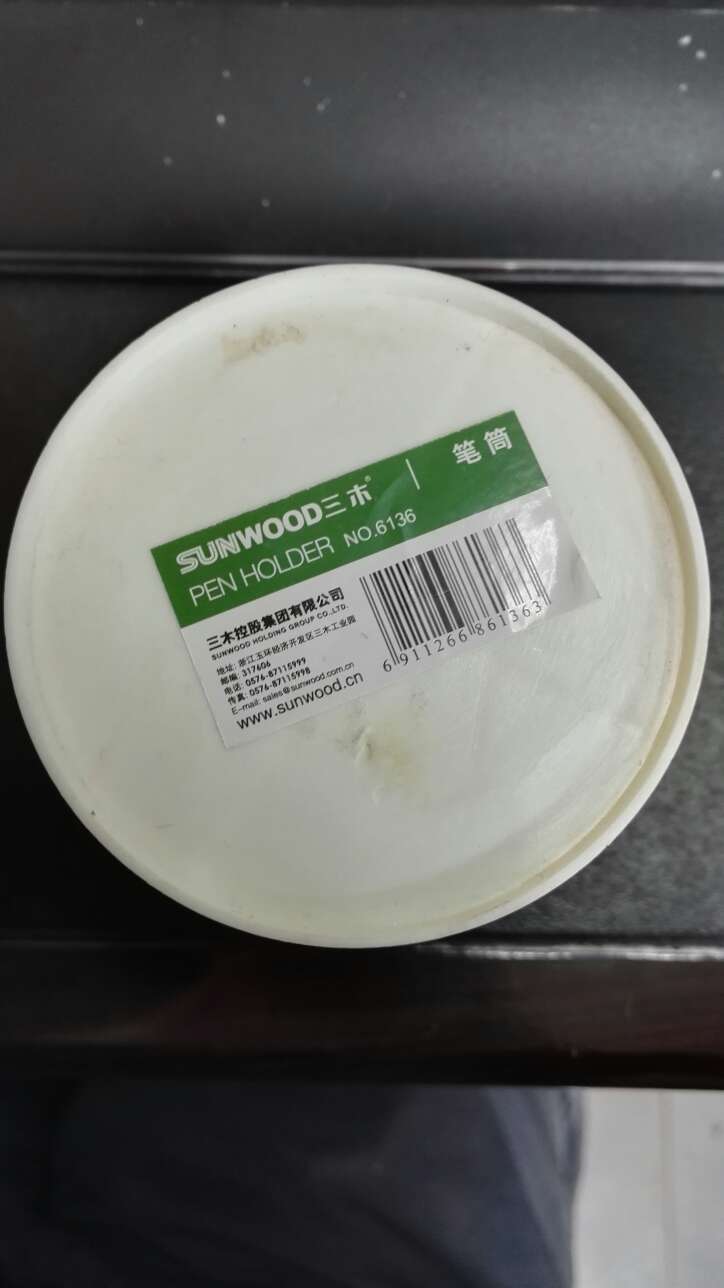 SUNWOOD三木® | 笔筒
PEN HOLDER NO.6136
三木控股集团有限公司
SUNWOOD HOLDING GROUP CO.,LTD.
地址: 浙江玉环经济开发区三木工业园
邮编: 317606
电话: 0576-87115999
传真: 0576-87115998
E-mail: sales@sunwood.com.cn
www.sunwood.cn
6911266861363